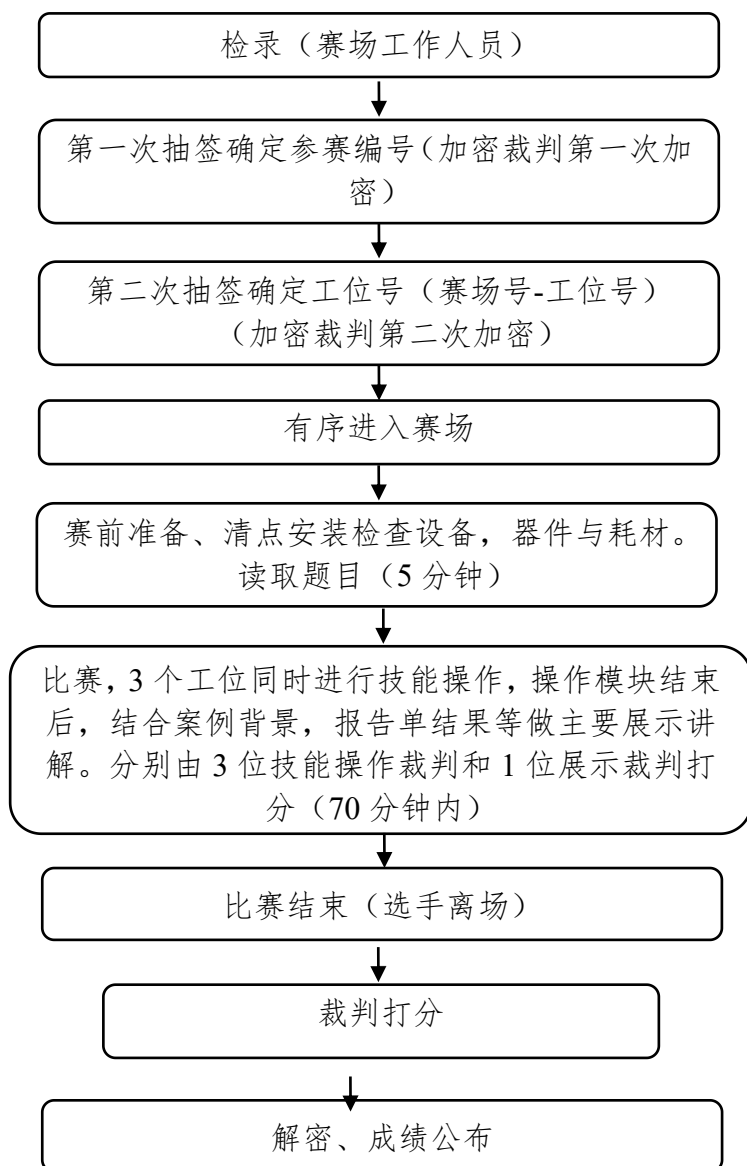 检录（赛场工作人员）
第一次抽签确定参赛编号（加密裁判第一次加
密）
第二次抽签确定工位号（赛场号-工位号）
（加密裁判第二次加密）
有序进入赛场
赛前准备、清点安装检查设备，器件与耗材。
读取题目（5 分钟）
比赛，3 个工位同时进行技能操作，操作模块结束
后，结合案例背景，报告单结果等做主要展示讲
解。分别由 3 位技能操作裁判和 1 位展示裁判打
分（70 分钟内）
比赛结束（选手离场）
裁判打分
解密、成绩公布